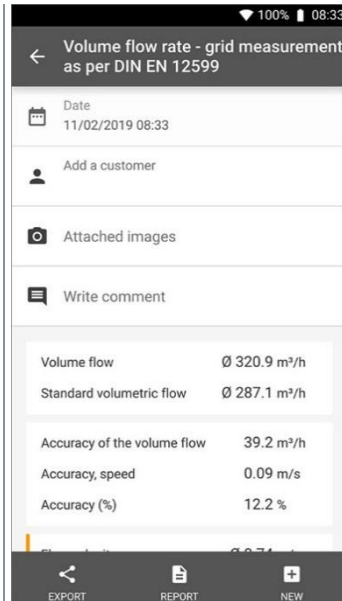 100% 08:33
Volume flow rate - grid measurement
as per DIN EN 12599
Date
11/02/2019 08:33
Add a customer
Attached images
Write comment
Volume flow Ø 320.9 m³/h
Standard volumetric flow Ø 287.1 m³/h
Accuracy of the volume flow 39.2 m³/h
Accuracy, speed 0.09 m/s
Accuracy (%) 12.2 %
EXPORT REPORT NEW